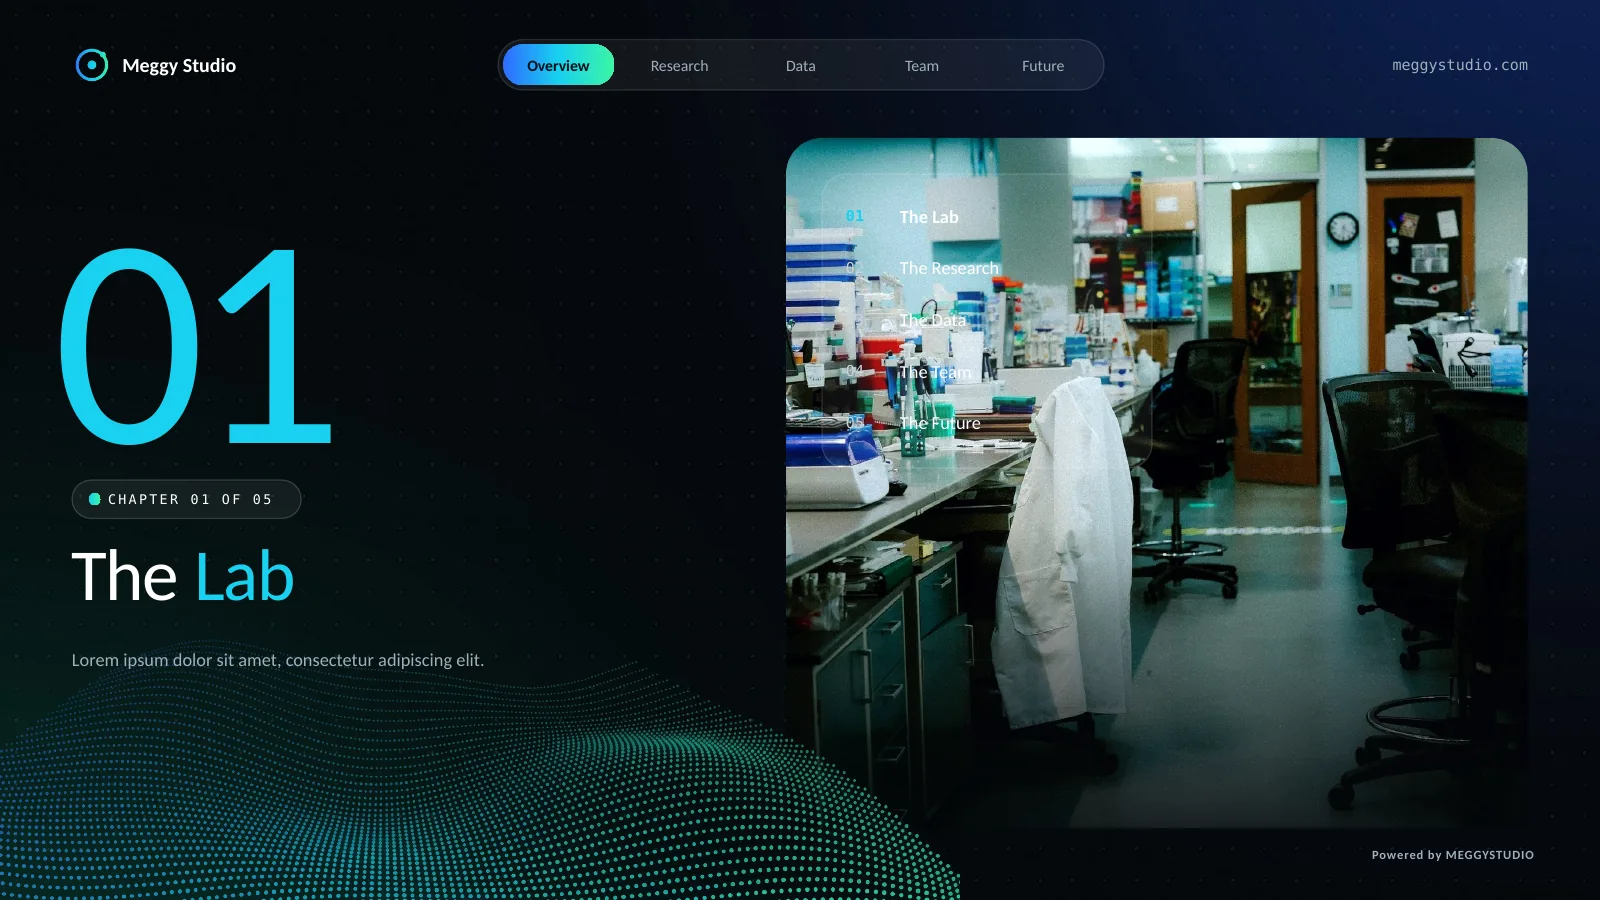 Meggy Studio
Overview
Research
Data
Team
Future
meggystudio.com
01
CHAPTER 01 OF 05
The Lab
Lorem ipsum dolor sit amet, consectetur adipiscing elit.
01 The Lab
The Research
The Data
04 The Team
05 The Future
Powered by MEGGYSTUDIO